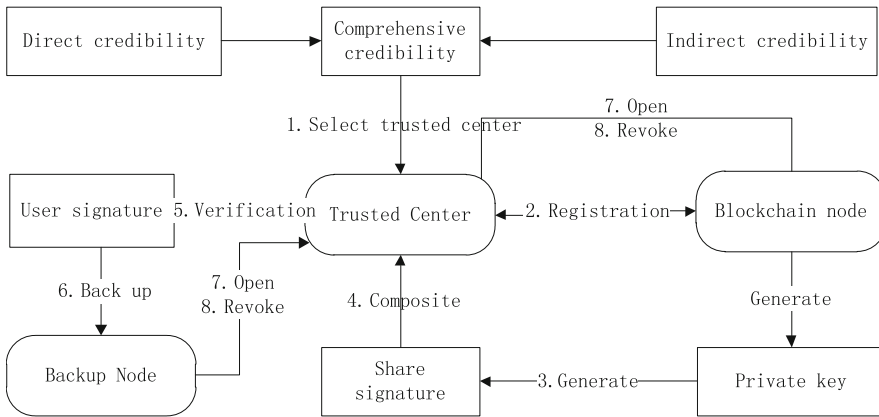 Direct credibility
Comprehensive
credibility
Indirect credibility
1. Select trusted center
7. Open
8. Revoke
User signature
5. Verification
Trusted Center
2. Registration
Blockchain node
6. Back up
7. Open
8. Revoke
4. Composite
Generate
Backup Node
Share
signature
3. Generate
Private key